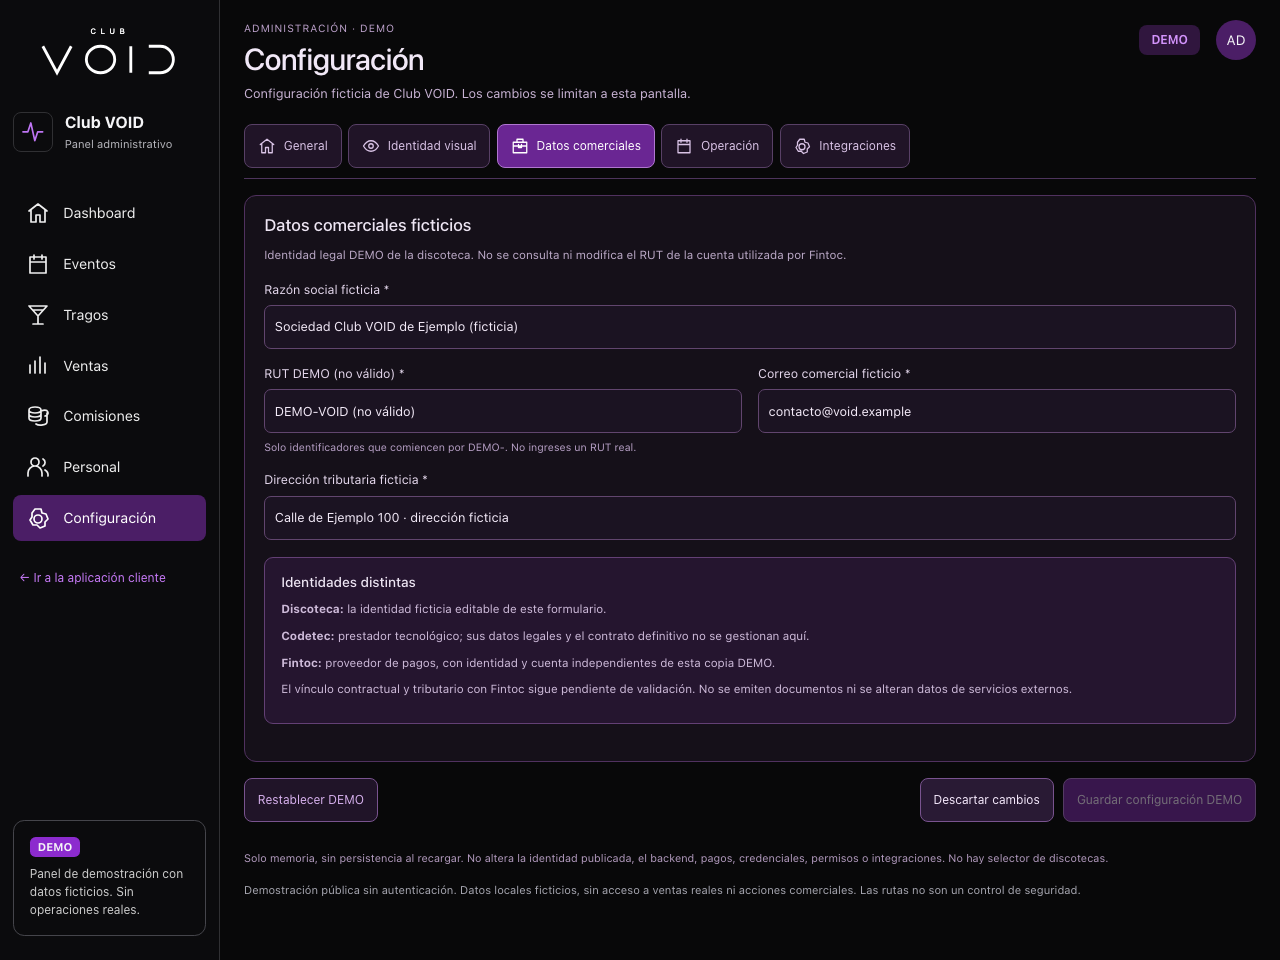 CLUB
VOID
Club VOID
Panel administrativo
Dashboard
Eventos
Tragos
Ventas
Comisiones
Personal
Configuración
← Ir a la aplicación cliente
DEMO
Panel de demostración con
datos ficticios. Sin
operaciones reales.
ADMINISTRACIÓN · DEMO
Configuración
Configuración ficticia de Club VOID. Los cambios se limitan a esta pantalla.
DEMO
AD
General
Identidad visual
Datos comerciales
Operación
Integraciones
Datos comerciales ficticios
Identidad legal DEMO de la discoteca. No se consulta ni modifica el RUT de la cuenta utilizada por Fintoc.
Razón social ficticia *
Sociedad Club VOID de Ejemplo (ficticia)
RUT DEMO (no válido) *
Correo comercial ficticio *
DEMO-VOID (no válido)
contacto@void.example
Solo identificadores que comiencen por DEMO-. No ingreses un RUT real.
Dirección tributaria ficticia *
Calle de Ejemplo 100 · dirección ficticia
Identidades distintas
Discoteca: la identidad ficticia editable de este formulario.
Codetec: prestador tecnológico; sus datos legales y el contrato definitivo no se gestionan aquí.
Fintoc: proveedor de pagos, con identidad y cuenta independientes de esta copia DEMO.
El vínculo contractual y tributario con Fintoc sigue pendiente de validación. No se emiten documentos ni se alteran datos de servicios externos.
Restablecer DEMO
Descartar cambios
Guardar configuración DEMO
Solo memoria, sin persistencia al recargar. No altera la identidad publicada, el backend, pagos, credenciales, permisos o integraciones. No hay selector de discotecas.
Demostración pública sin autenticación. Datos locales ficticios, sin acceso a ventas reales ni acciones comerciales. Las rutas no son un control de seguridad.